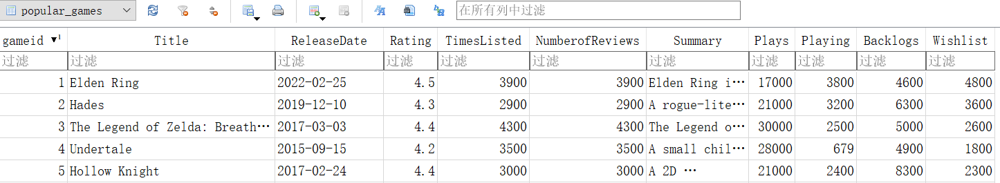 popular_games 在所有列中过滤
gameid Title ReleaseDate Rating TimesListed NumberofReviews Summary Plays Playing Backlogs Wishlist
过滤 过滤 过滤 过滤 过滤 过滤 过滤 过滤 过滤 过滤 过滤
1 Elden Ring 2022-02-25 4.5 3900 3900 Elden Ring i… 17000 3800 4600 4800
2 Hades 2019-12-10 4.3 2900 2900 A rogue-lite… 21000 3200 6300 3600
3 The Legend of Zelda: Breath… 2017-03-03 4.4 4300 4300 The Legend o… 30000 2500 5000 2600
4 Undertale 2015-09-15 4.2 3500 3500 A small chil… 28000 679 4900 1800
5 Hollow Knight 2017-02-24 4.4 3000 3000 A 2D … 21000 2400 8300 2300